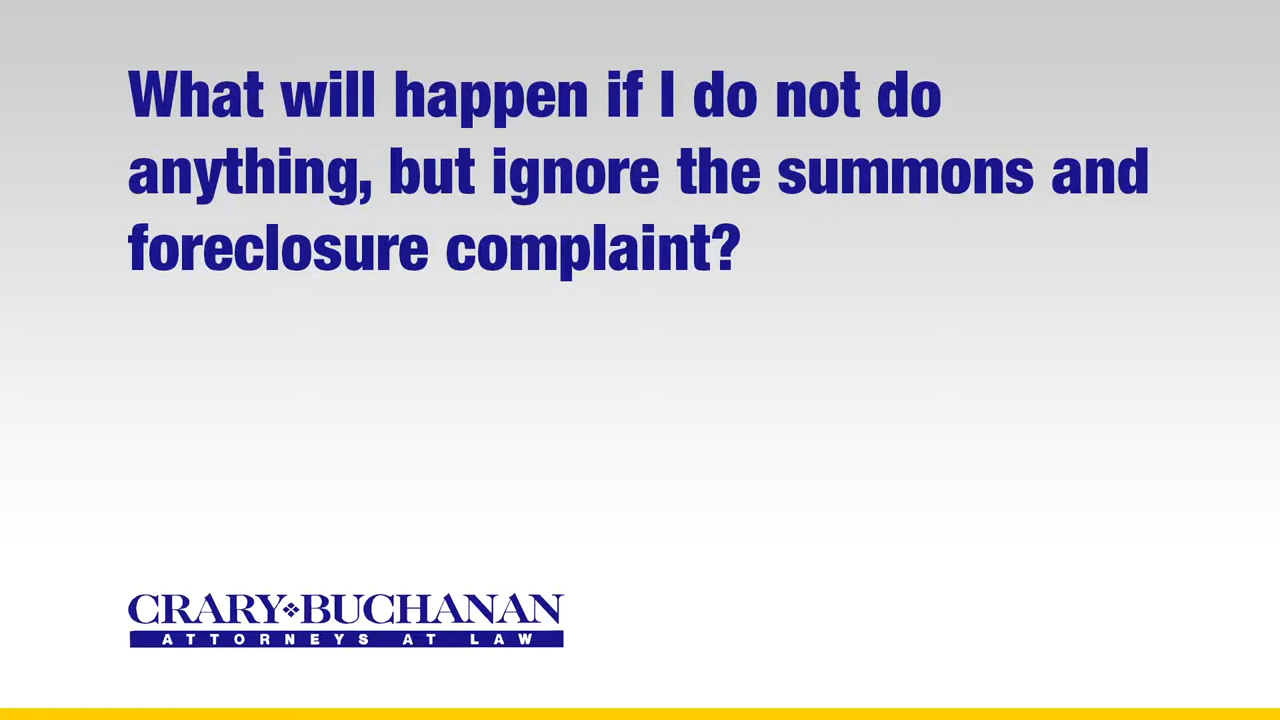 What will happen if I do not do
anything, but ignore the summons and
foreclosure complaint?
CRARY BUCHANAN
ATTORNEYS AT LAW